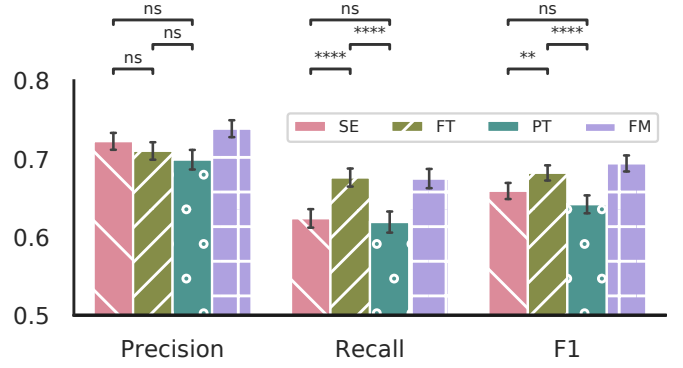 ns ns ns
ns **** ****
ns **** **
0.8
SE FT PT FM
0.7
0.6
0.5
Precision Recall F1